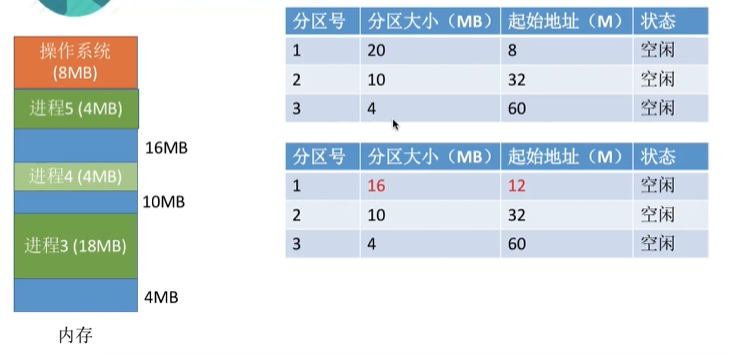 分区号 分区大小（MB） 起始地址（M） 状态
1 20 8 空闲
2 10 32 空闲
3 4 60 空闲
分区号 分区大小（MB） 起始地址（M） 状态
1 16 12 空闲
2 10 32 空闲
3 4 60 空闲
操作系统
(8MB)
进程5 (4MB)
16MB
进程4 (4MB)
10MB
进程3 (18MB)
4MB
内存